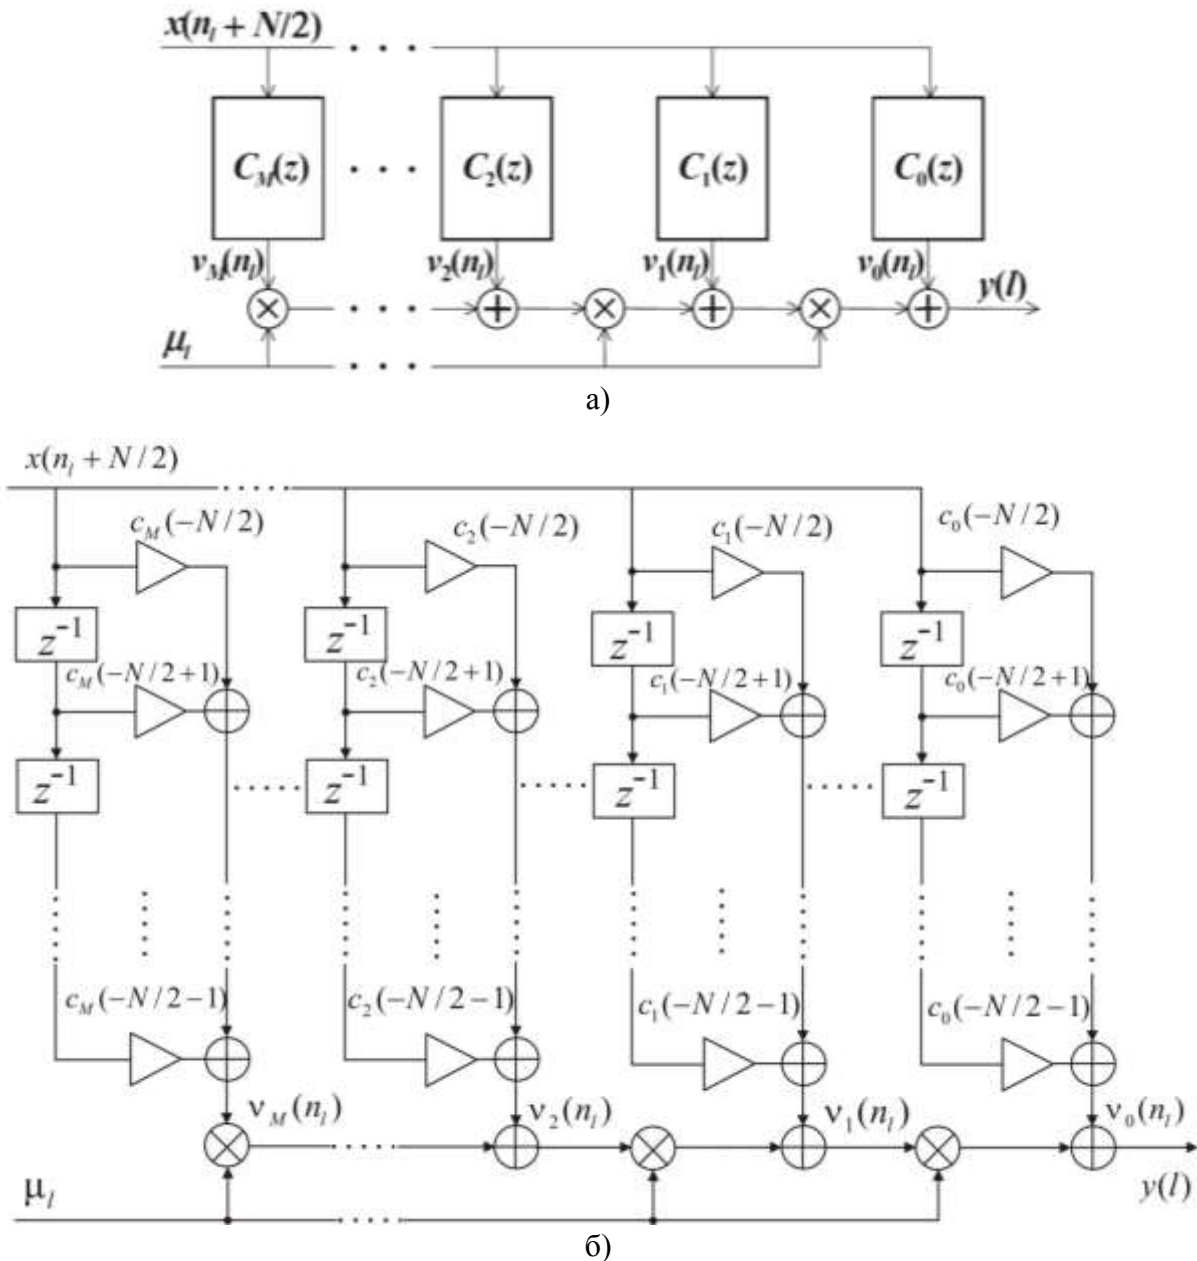 x(n_l + N/2)
C_M(z) C_2(z) C_1(z) C_0(z)
v_M(n_l) v_2(n_l) v_1(n_l) v_0(n_l) y(l)
μ_l
а)
x(n_l + N/2)
c_M(−N/2) c_2(−N/2) c_1(−N/2) c_0(−N/2)
z^{-1} z^{-1} z^{-1} z^{-1}
c_M(−N/2+1) c_2(−N/2+1) c_1(−N/2+1) c_0(−N/2+1)
z^{-1} z^{-1} z^{-1} z^{-1}
c_M(−N/2−1) c_2(−N/2−1) c_1(−N/2−1) c_0(−N/2−1)
ν_M(n_l) ν_2(n_l) ν_1(n_l) ν_0(n_l)
μ_l y(l)
б)